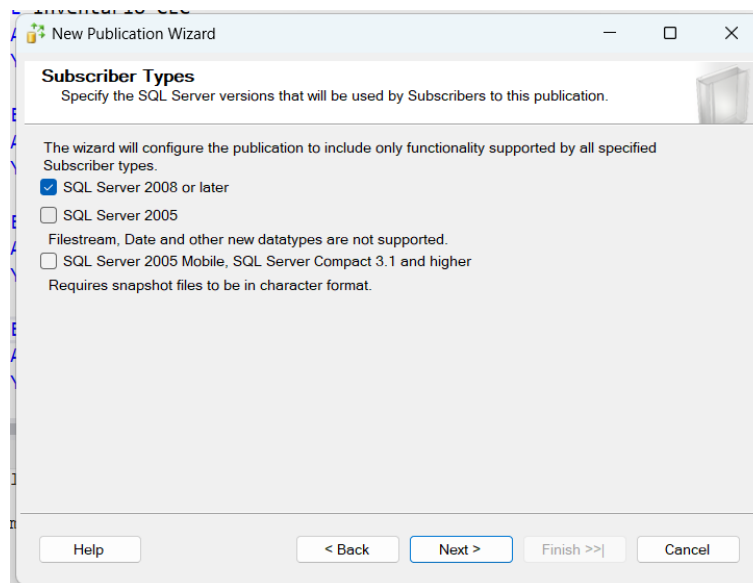 Inventario CLC
New Publication Wizard
Subscriber Types
Specify the SQL Server versions that will be used by Subscribers to this publication.
The wizard will configure the publication to include only functionality supported by all specified
Subscriber types.
SQL Server 2008 or later
SQL Server 2005
Filestream, Date and other new datatypes are not supported.
SQL Server 2005 Mobile, SQL Server Compact 3.1 and higher
Requires snapshot files to be in character format.
Help
< Back
Next >
Finish >>|
Cancel